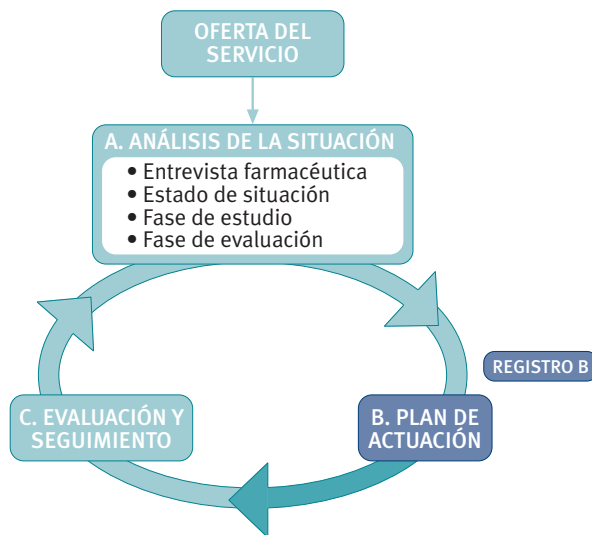 OFERTA DEL
SERVICIO
A. ANÁLISIS DE LA SITUACIÓN
• Entrevista farmacéutica
• Estado de situación
• Fase de estudio
• Fase de evaluación
REGISTRO B
C. EVALUACIÓN Y
SEGUIMIENTO
B. PLAN DE
ACTUACIÓN